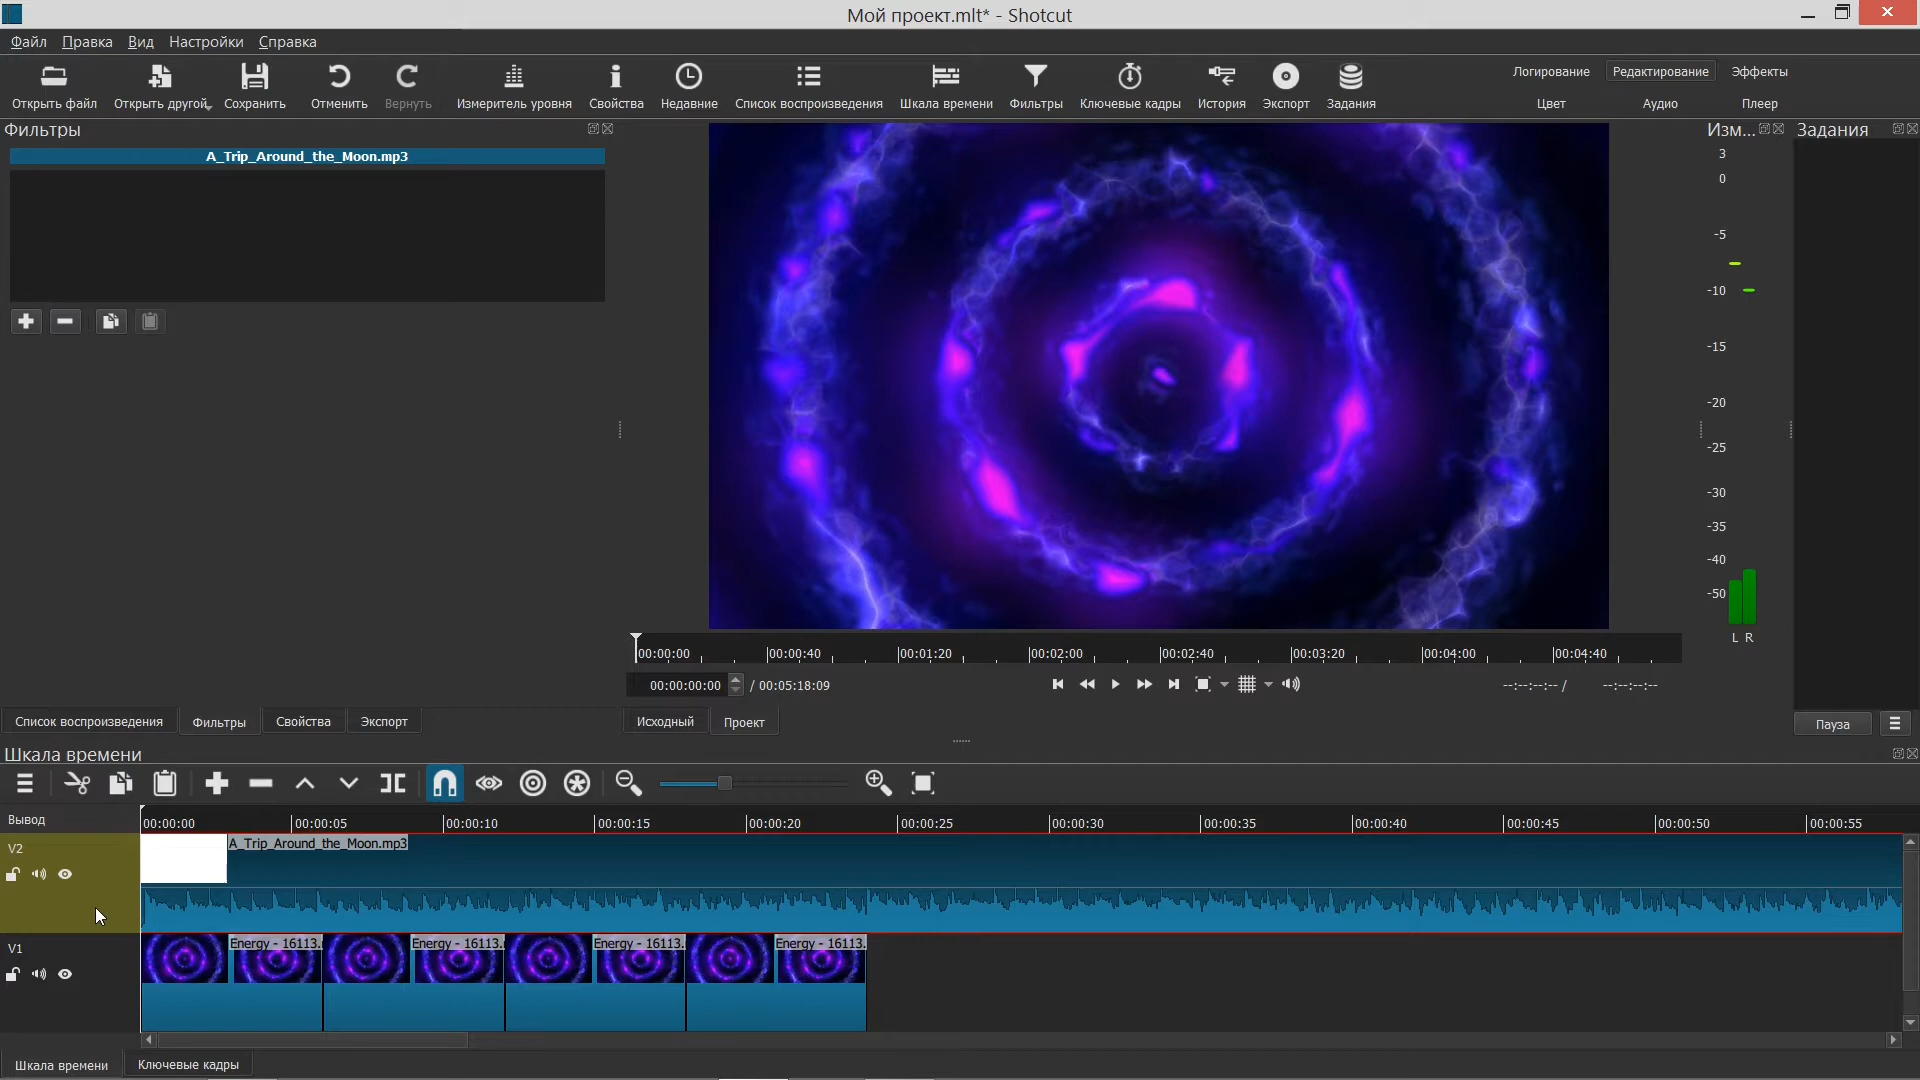 Мой проект.mlt* - Shotcut
Файл Правка Вид Настройки Справка
Открыть файл Открыть другой Сохранить Отменить Вернуть Измеритель уровня Свойства Недавние Список воспроизведения Шкала времени Фильтры Ключевые кадры История Экспорт Задания
Логирование Редактирование Эффекты
Цвет Аудио Плеер
Фильтры
A_Trip_Around_the_Moon.mp3
Изм...
3
0
-5
-10
-15
-20
-25
-30
-35
-40
-50
L R
Задания
00:00:00 00:00:40 00:01:20 00:02:00 00:02:40 00:03:20 00:04:00 00:04:40
00:00:00:00 / 00:05:18:09 --:--:--:-- / --:--:--:--
Список воспроизведения Фильтры Свойства Экспорт
Исходный Проект
Пауза
Шкала времени
Вывод
00:00:00 00:00:05 00:00:10 00:00:15 00:00:20 00:00:25 00:00:30 00:00:35 00:00:40 00:00:45 00:00:50 00:00:55
V2
A_Trip_Around_the_Moon.mp3
V1
Energy - 16113. Energy - 16113. Energy - 16113. Energy - 16113.
Шкала времени Ключевые кадры